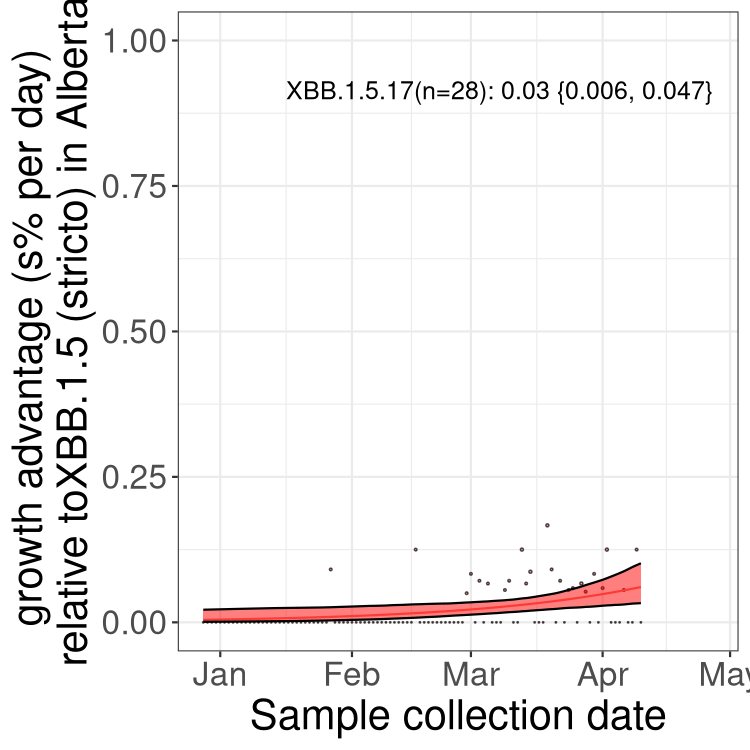 growth advantage (s% per day)
relative toXBB.1.5 (stricto) in Alberta
1.00
0.75
0.50
0.25
0.00
XBB.1.5.17(n=28): 0.03 {0.006, 0.047}
Jan Feb Mar Apr May
Sample collection date